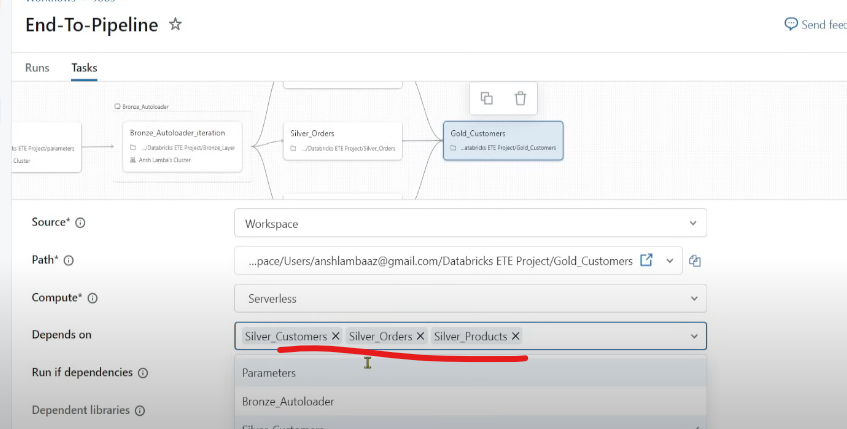 End-To-Pipeline
Send feed
Runs Tasks
Bronze_Autoloader
Bronze_Autoloader_iteration
Silver_Orders
Gold_Customers
ks ETE Project/parameters
.../Databricks ETE Project/Bronze_Layer
.../Databricks ETE Project/Silver_Orders
...atabricks ETE Project/Gold_Customers
Cluster
Ansh Lamba's Cluster
Source* Workspace
Path* ...pace/Users/anshlambaaz@gmail.com/Databricks ETE Project/Gold_Customers
Compute* Serverless
Depends on Silver_Customers × Silver_Orders × Silver_Products ×
Run if dependencies Parameters
Bronze_Autoloader
Dependent libraries Silver_Customers